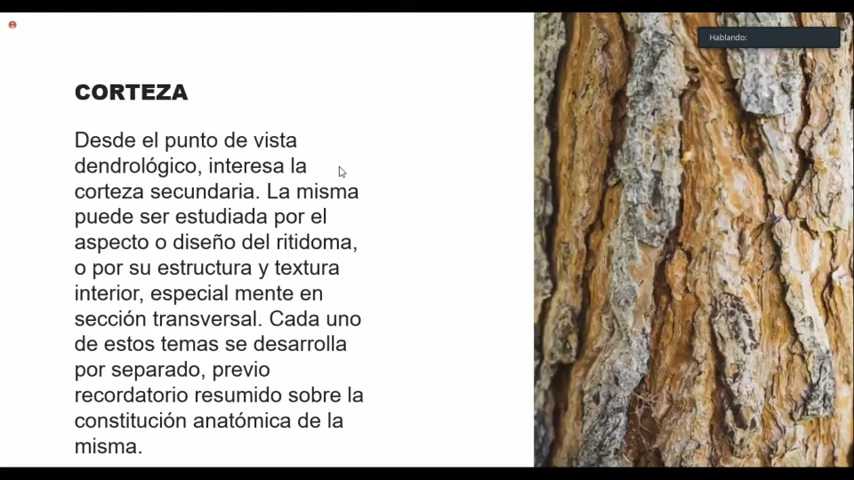 Hablando:
CORTEZA
Desde el punto de vista
dendrológico, interesa la
corteza secundaria. La misma
puede ser estudiada por el
aspecto o diseño del ritidoma,
o por su estructura y textura
interior, especial mente en
sección transversal. Cada uno
de estos temas se desarrolla
por separado, previo
recordatorio resumido sobre la
constitución anatómica de la
misma.